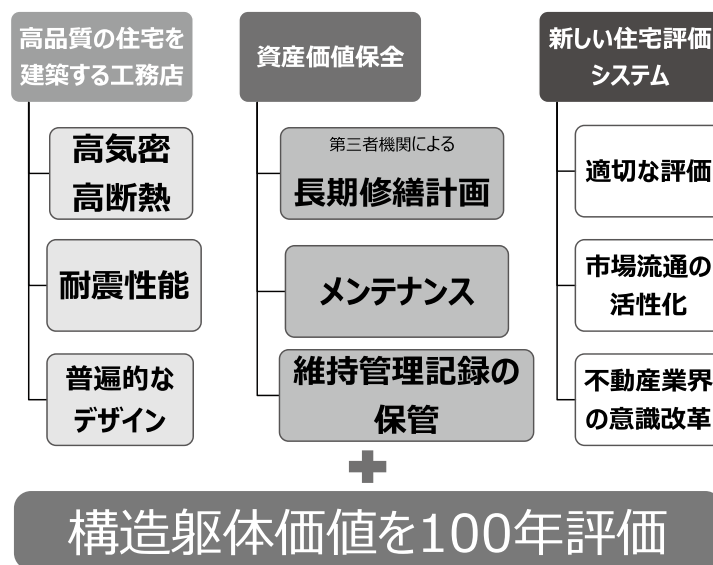 高品質の住宅を
建築する工務店
高気密
高断熱
耐震性能
普遍的な
デザイン
資産価値保全
第三者機関による
長期修繕計画
メンテナンス
維持管理記録の
保管
新しい住宅評価
システム
適切な評価
市場流通の
活性化
不動産業界
の意識改革
+
構造躯体価値を100年評価